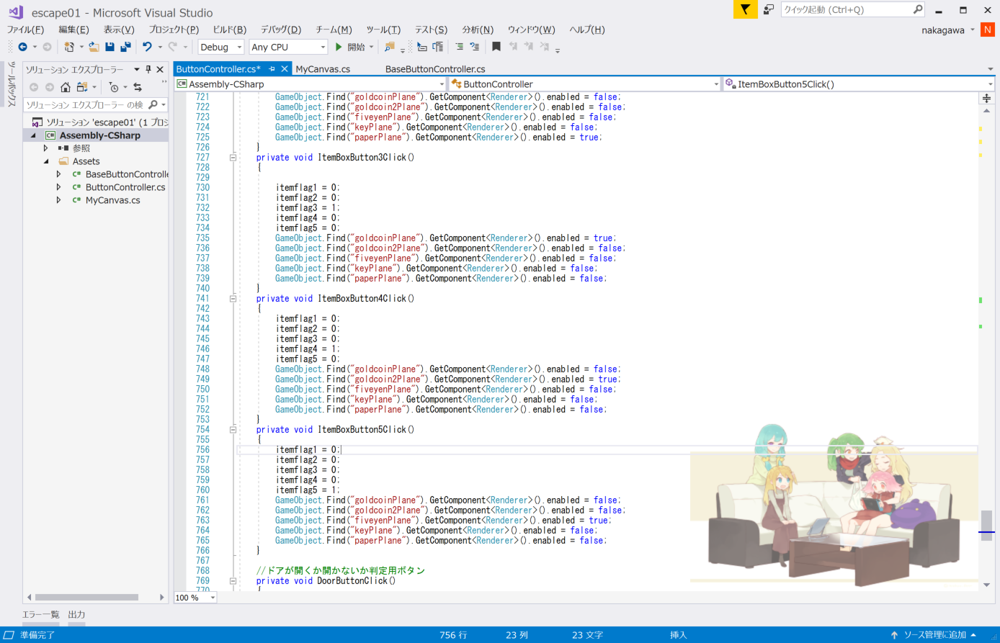 escape01 - Microsoft Visual Studio
クイック起動 (Ctrl+Q)
ファイル(F) 編集(E) 表示(V) プロジェクト(P) ビルド(B) デバッグ(D) チーム(M) ツール(T) テスト(S) 分析(N) ウィンドウ(W) ヘルプ(H)
nakagawa N
Debug Any CPU 開始
ツールボックス
ソリューション エクスプローラー
ソリューション エクスプローラー の検
ソリューション 'escape01' (1 プロジ
C# Assembly-CSharp
参照
Assets
C# BaseButtonControlle
C# ButtonController.cs
C# MyCanvas.cs
ButtonController.cs* MyCanvas.cs BaseButtonController.cs
C# Assembly-CSharp ButtonController ItemBoxButton5Click()
721 GameObject.Find("goldcoinPlane").GetComponent<Renderer>().enabled = false;
722 GameObject.Find("goldcoin2Plane").GetComponent<Renderer>().enabled = false;
723 GameObject.Find("fiveyenPlane").GetComponent<Renderer>().enabled = false;
724 GameObject.Find("keyPlane").GetComponent<Renderer>().enabled = false;
725 GameObject.Find("paperPlane").GetComponent<Renderer>().enabled = true;
726 }
727 private void ItemBoxButton3Click()
728 {
729
730 itemflag1 = 0;
731 itemflag2 = 0;
732 itemflag3 = 1;
733 itemflag4 = 0;
734 itemflag5 = 0;
735 GameObject.Find("goldcoinPlane").GetComponent<Renderer>().enabled = true;
736 GameObject.Find("goldcoin2Plane").GetComponent<Renderer>().enabled = false;
737 GameObject.Find("fiveyenPlane").GetComponent<Renderer>().enabled = false;
738 GameObject.Find("keyPlane").GetComponent<Renderer>().enabled = false;
739 GameObject.Find("paperPlane").GetComponent<Renderer>().enabled = false;
740 }
741 private void ItemBoxButton4Click()
742 {
743 itemflag1 = 0;
744 itemflag2 = 0;
745 itemflag3 = 0;
746 itemflag4 = 1;
747 itemflag5 = 0;
748 GameObject.Find("goldcoinPlane").GetComponent<Renderer>().enabled = false;
749 GameObject.Find("goldcoin2Plane").GetComponent<Renderer>().enabled = true;
750 GameObject.Find("fiveyenPlane").GetComponent<Renderer>().enabled = false;
751 GameObject.Find("keyPlane").GetComponent<Renderer>().enabled = false;
752 GameObject.Find("paperPlane").GetComponent<Renderer>().enabled = false;
753 }
754 private void ItemBoxButton5Click()
755 {
756 itemflag1 = 0;
757 itemflag2 = 0;
758 itemflag3 = 0;
759 itemflag4 = 0;
760 itemflag5 = 1;
761 GameObject.Find("goldcoinPlane").GetComponent<Renderer>().enabled = false;
762 GameObject.Find("goldcoin2Plane").GetComponent<Renderer>().enabled = false;
763 GameObject.Find("fiveyenPlane").GetComponent<Renderer>().enabled = true;
764 GameObject.Find("keyPlane").GetComponent<Renderer>().enabled = false;
765 GameObject.Find("paperPlane").GetComponent<Renderer>().enabled = false;
766 }
767
768 //ドアが開くか開かないか判定用ボタン
769 private void DoorButtonClick()
770 {
100 %
エラー一覧 出力
準備完了 756 行 23 列 23 文字 挿入 ソース管理に追加